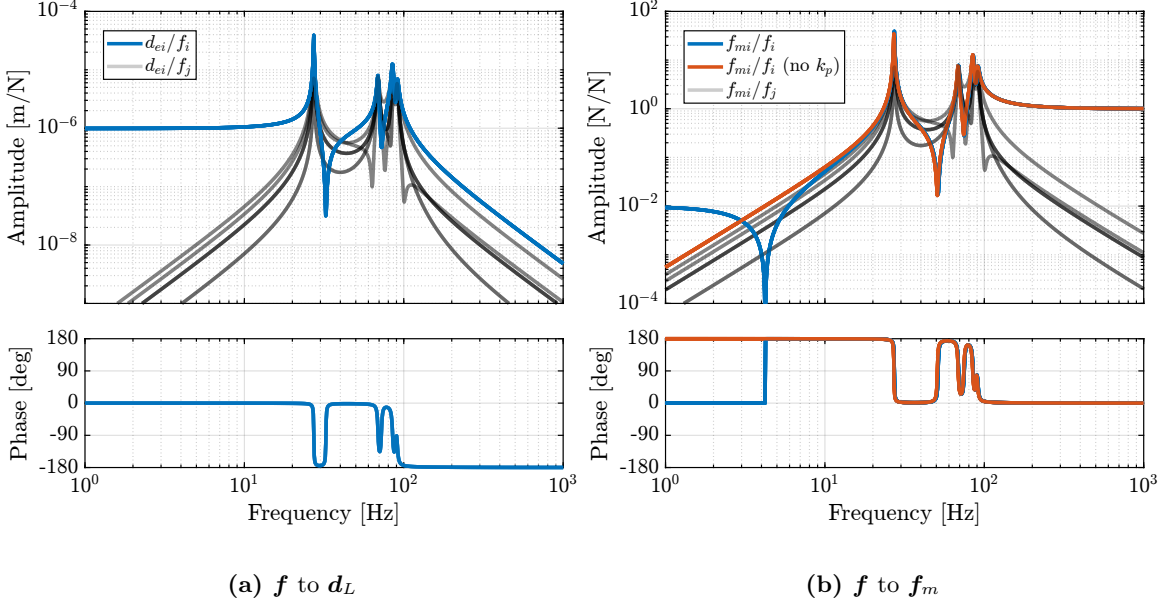 10^-4
10^-6
10^-8
Amplitude [m/N]
d_ei/f_i
d_ei/f_j
180
90
0
-90
-180
Phase [deg]
10^0 10^1 10^2 10^3
Frequency [Hz]
(a) f to d_L
10^2
10^0
10^-2
10^-4
Amplitude [N/N]
f_mi/f_i
f_mi/f_i (no k_p)
f_mi/f_j
180
90
0
-90
-180
Phase [deg]
10^0 10^1 10^2 10^3
Frequency [Hz]
(b) f to f_m